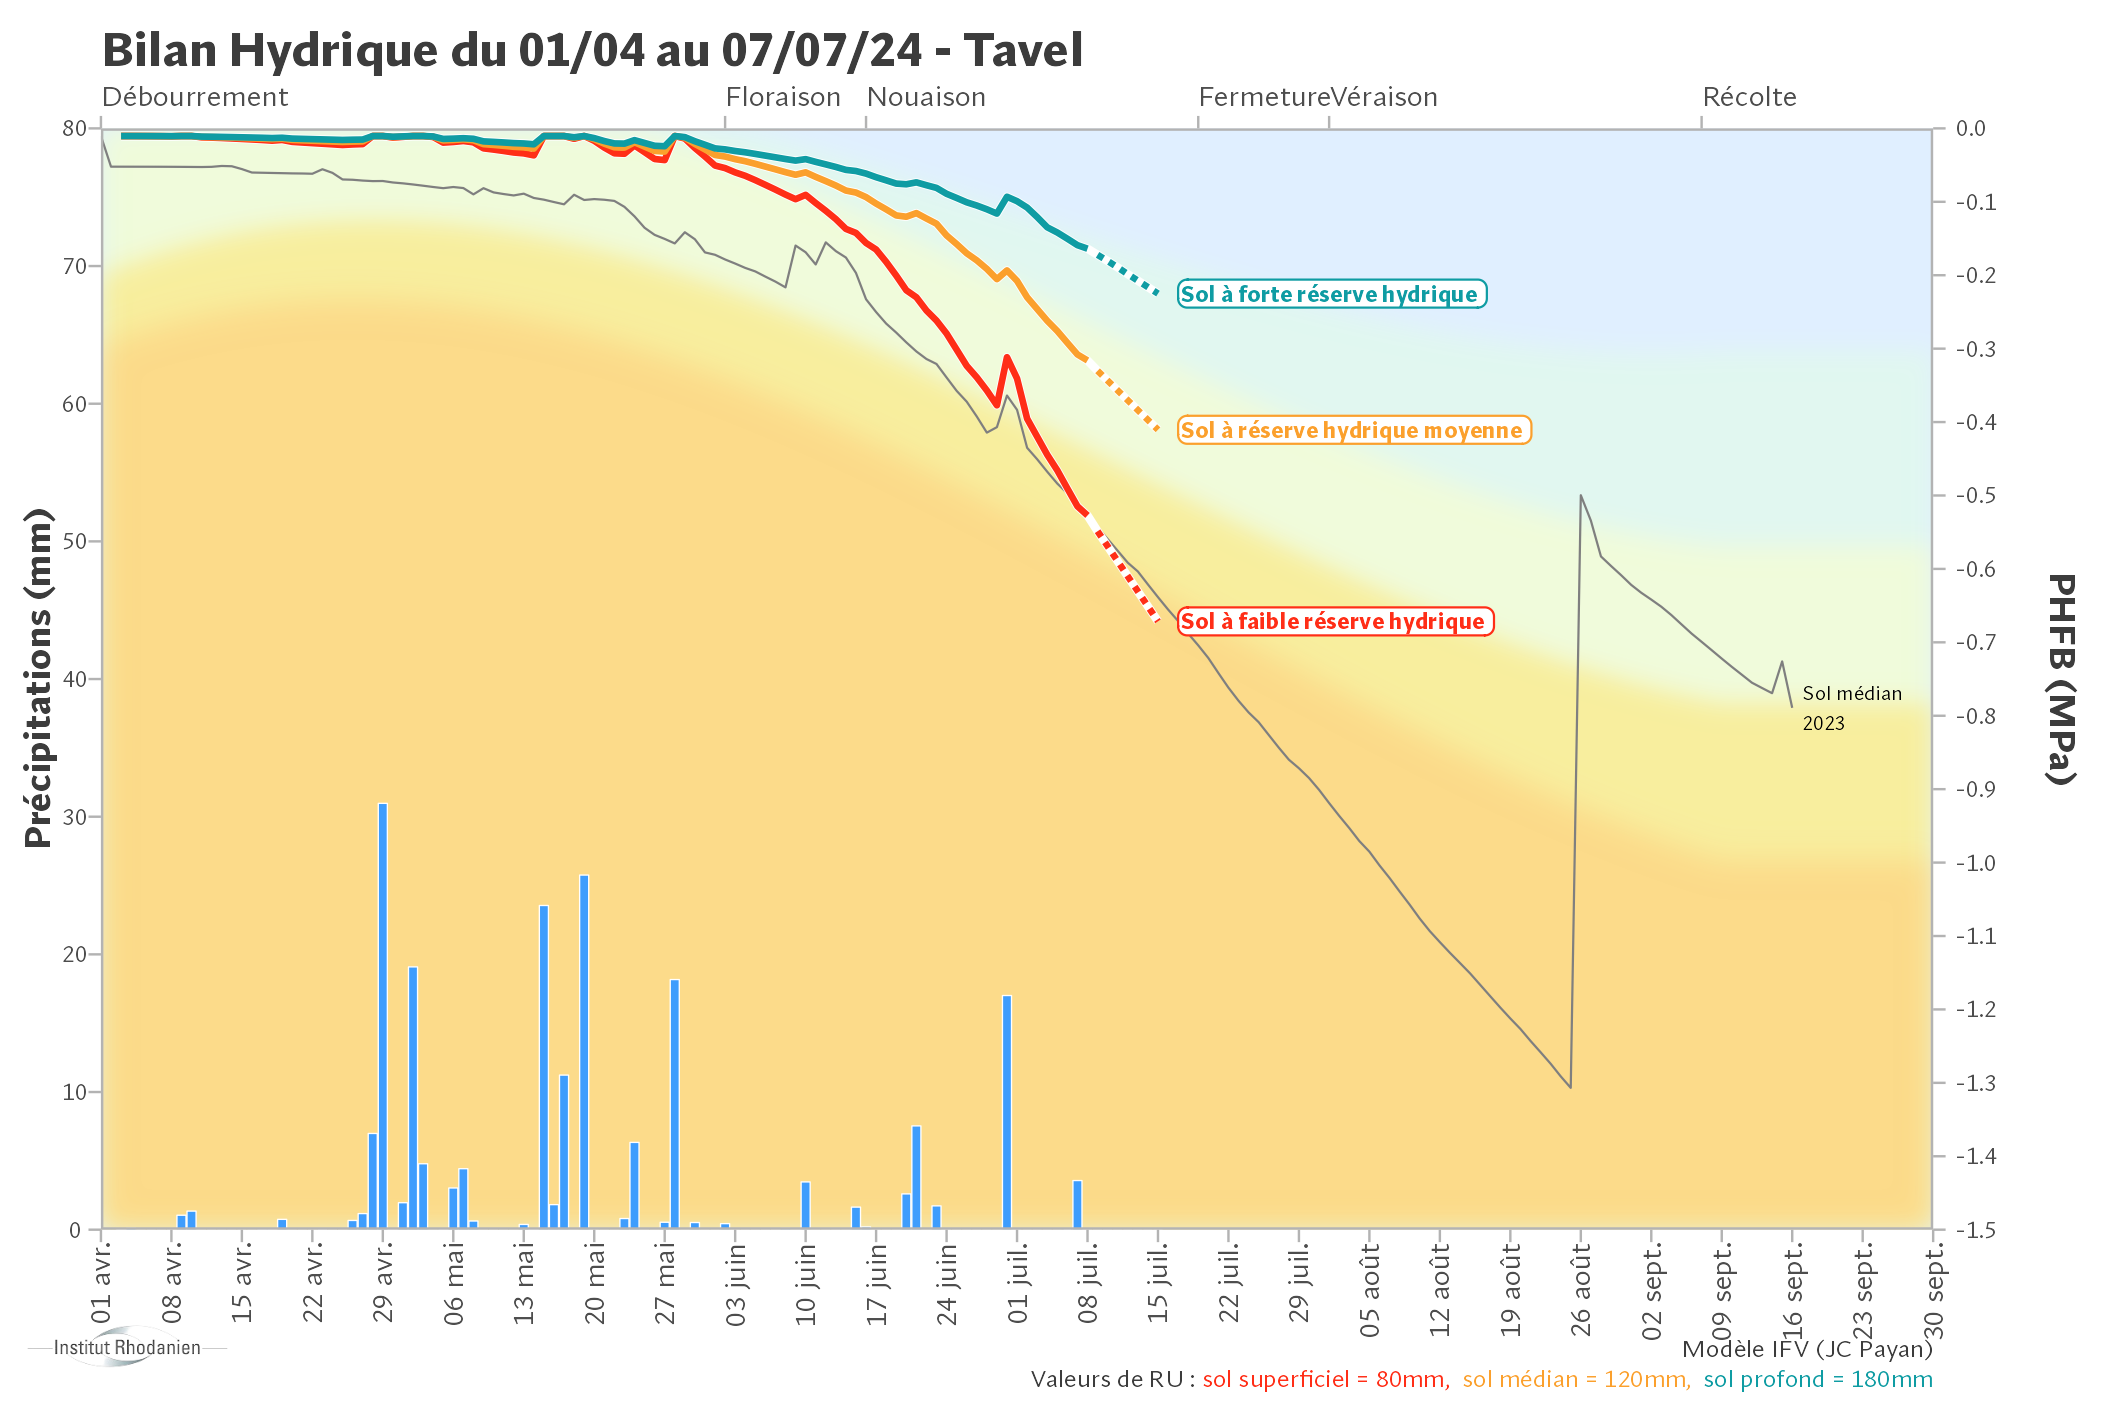 Bilan Hydrique du 01/04 au 07/07/24 - Tavel
Débourrement Floraison Nouaison Fermeture Véraison Récolte
Précipitations (mm)
80
70
60
50
40
30
20
10
0
0.0
-0.1
-0.2
-0.3
-0.4
-0.5
-0.6
-0.7
-0.8
-0.9
-1.0
-1.1
-1.2
-1.3
-1.4
-1.5
PHFB (MPa)
Sol à forte réserve hydrique
Sol à réserve hydrique moyenne
Sol à faible réserve hydrique
Sol médian
2023
01 avr.
08 avr.
15 avr.
22 avr.
29 avr.
06 mai
13 mai
20 mai
27 mai
03 juin
10 juin
17 juin
24 juin
01 juil.
08 juil.
15 juil.
22 juil.
29 juil.
05 août
12 août
19 août
26 août
02 sept.
09 sept.
16 sept.
23 sept.
30 sept.
Institut Rhodanien
Modèle IFV (JC Payan)
Valeurs de RU : sol superficiel = 80mm, sol médian = 120mm, sol profond = 180mm